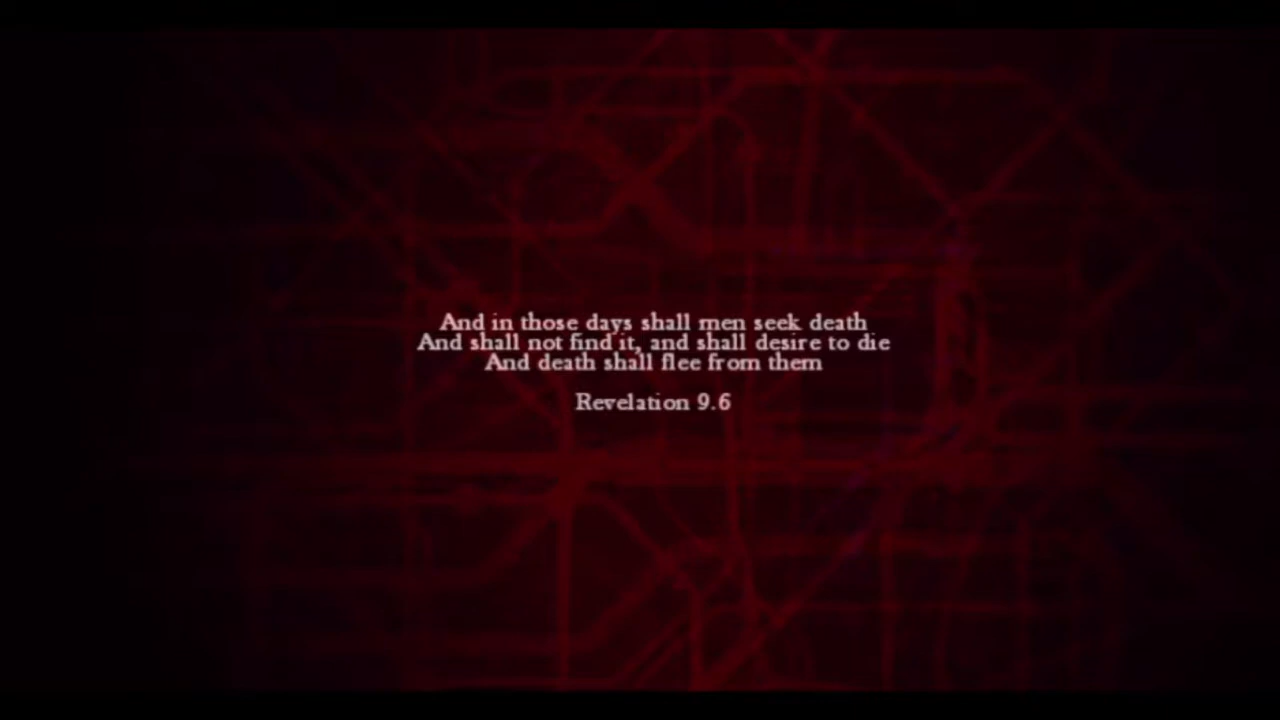 And in those days shall men seek death
And shall not find it, and shall desire to die
And death shall flee from them
Revelation 9.6